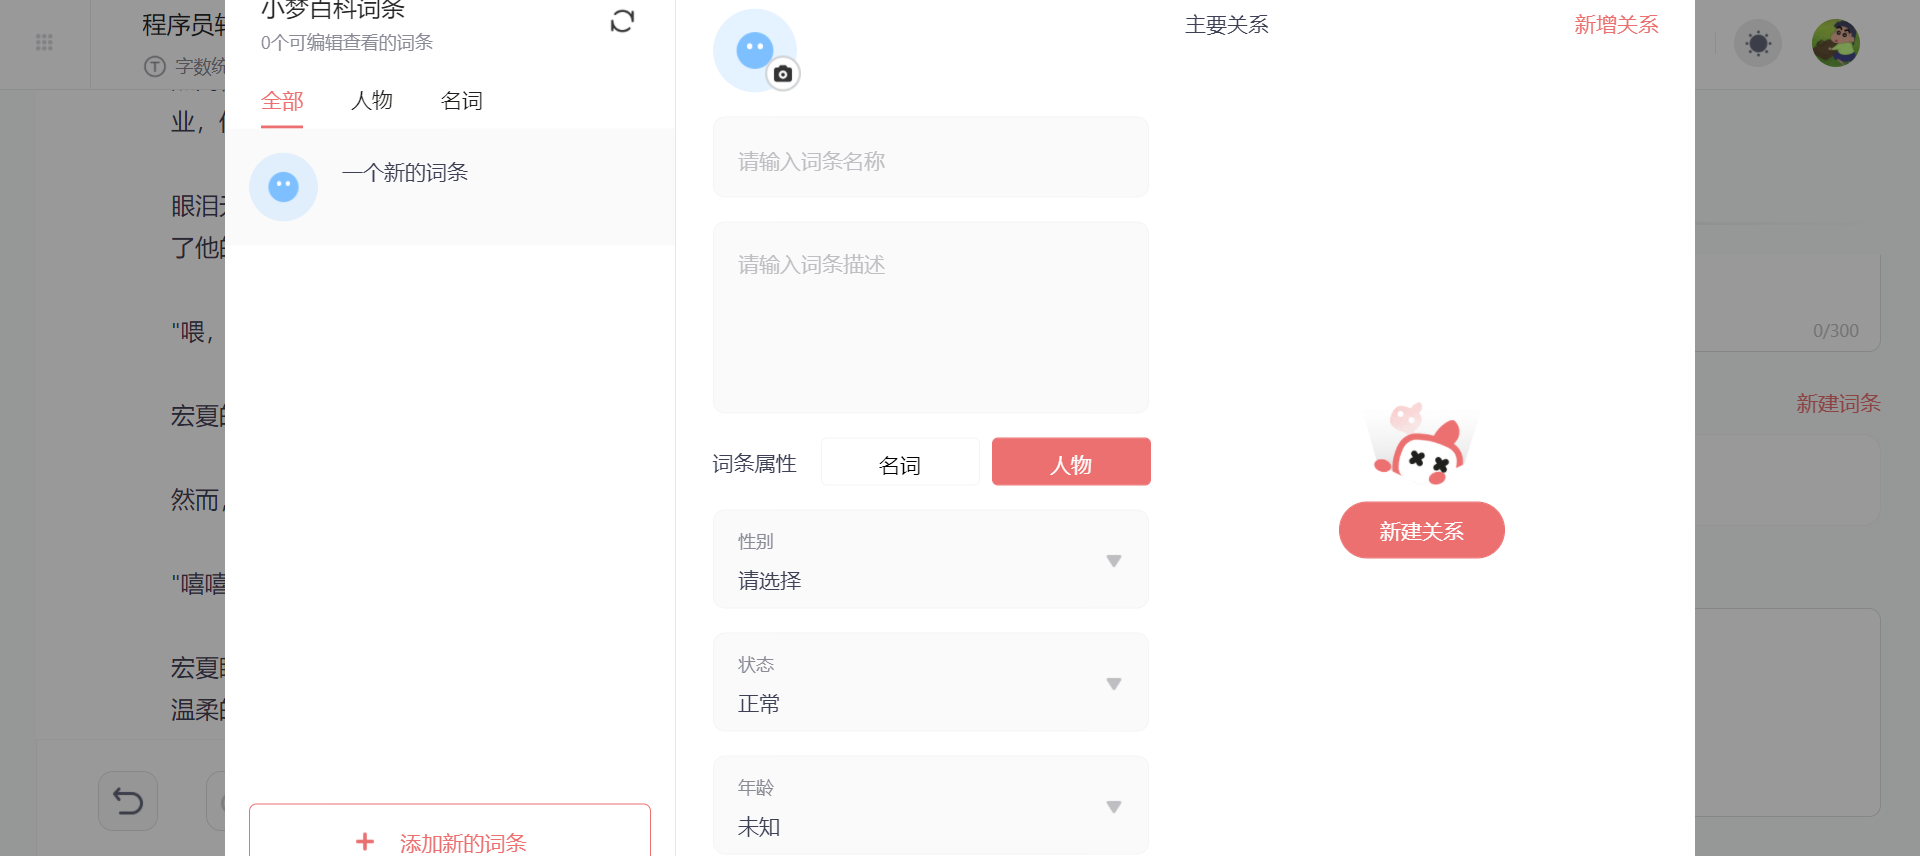 程序员
字数统
业，
眼泪
了他的
"喂，
宏夏的
然而，
"嘻嘻
宏夏
温柔的
小梦百科词条
0个可编辑查看的词条
全部 人物 名词
一个新的词条
添加新的词条
请输入词条名称
请输入词条描述
词条属性 名词 人物
性别
请选择
状态
正常
年龄
未知
主要关系 新增关系
新建关系
0/300
新建词条